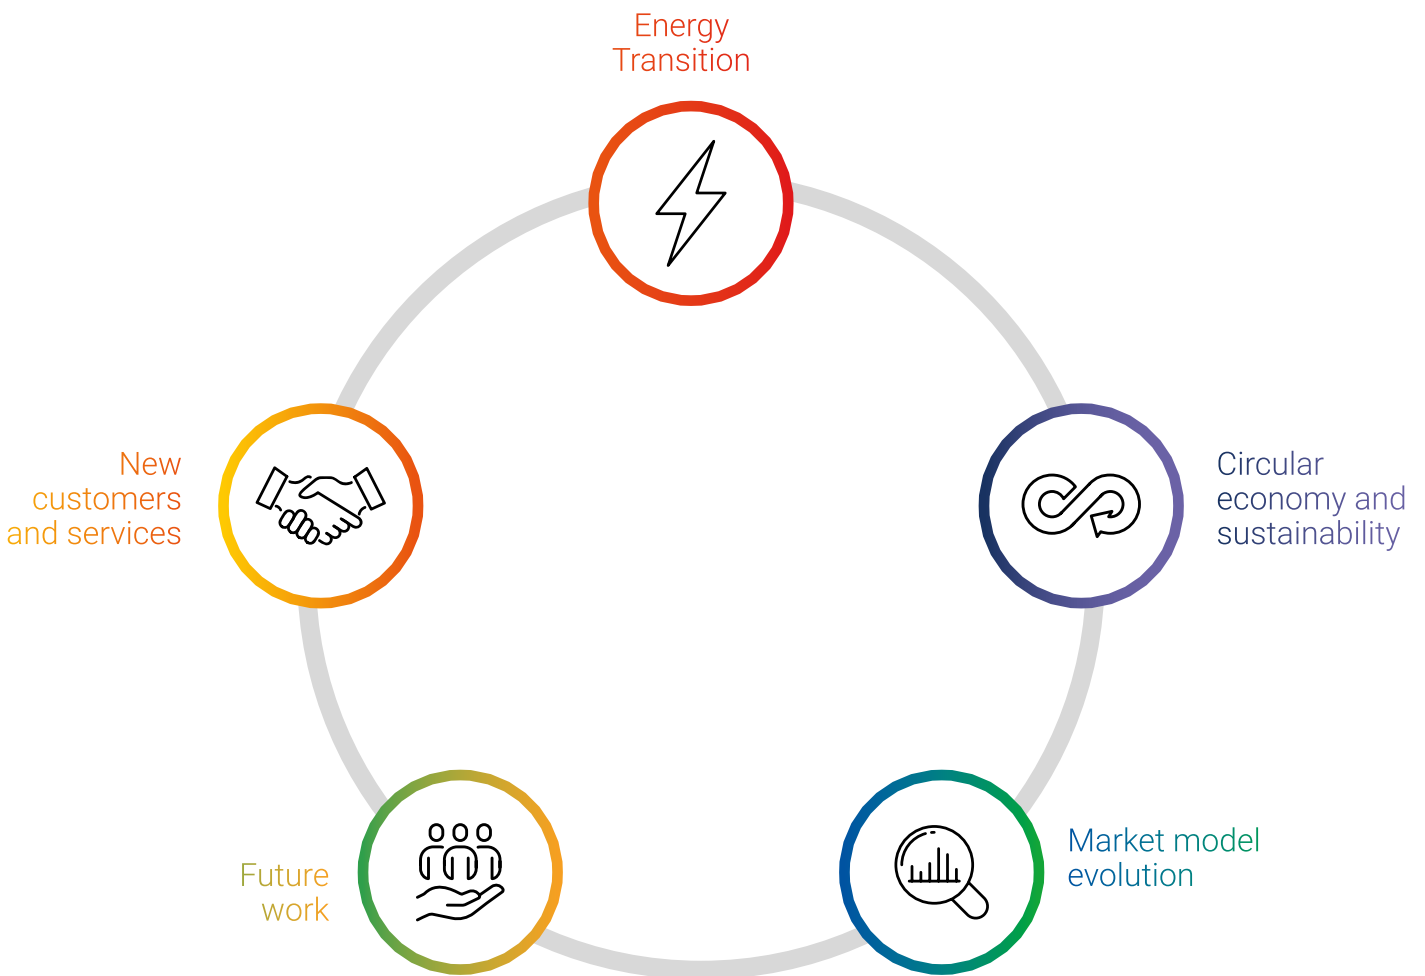 Energy
Transition
New
customers
and services
Circular
economy and
sustainability
Market model
evolution
Future
work